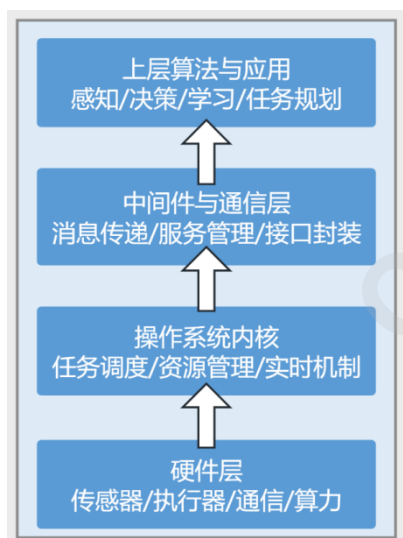 上层算法与应用
感知/决策/学习/任务规划
中间件与通信层
消息传递/服务管理/接口封装
操作系统内核
任务调度/资源管理/实时机制
硬件层
传感器/执行器/通信/算力